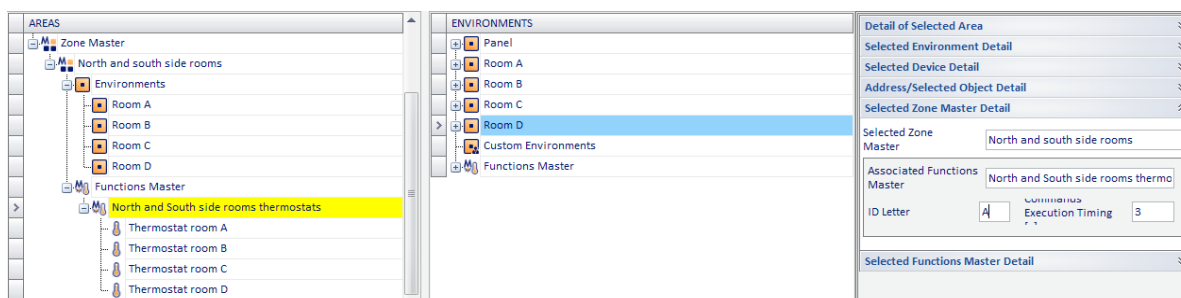 AREAS
Zone Master
North and south side rooms
Environments
Room A
Room B
Room C
Room D
Functions Master
North and South side rooms thermostats
Thermostat room A
Thermostat room B
Thermostat room C
Thermostat room D
ENVIRONMENTS
Panel
Room A
Room B
Room C
Room D
Custom Environments
Functions Master
Detail of Selected Area
Selected Environment Detail
Selected Device Detail
Address/Selected Object Detail
Selected Zone Master Detail
Selected Zone
Master
North and south side rooms
Associated Functions
Master
North and South side rooms thermo
ID Letter
A
Commands
Execution Timing
3
Selected Functions Master Detail